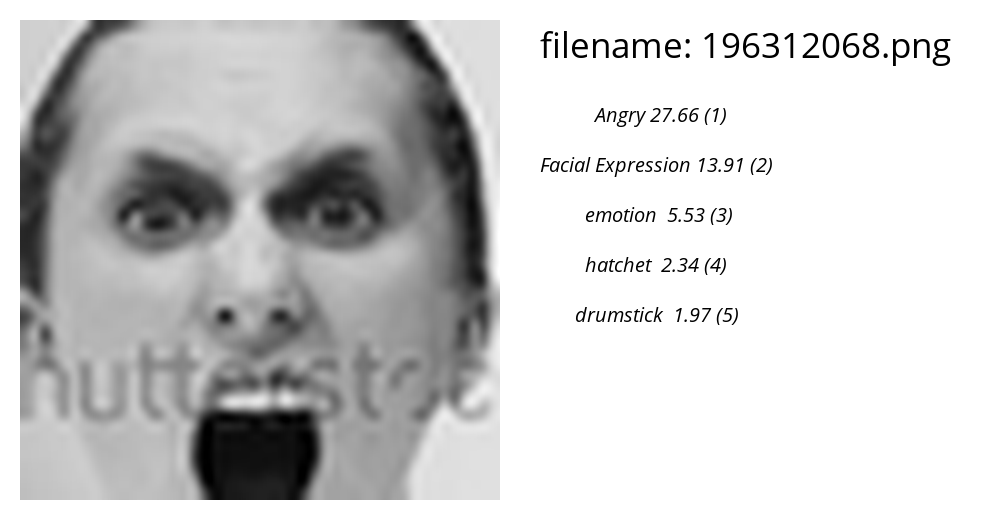 filename: 196312068.png
Angry 27.66 (1)
Facial Expression 13.91 (2)
emotion 5.53 (3)
hatchet 2.34 (4)
drumstick 1.97 (5)
hutterstoc